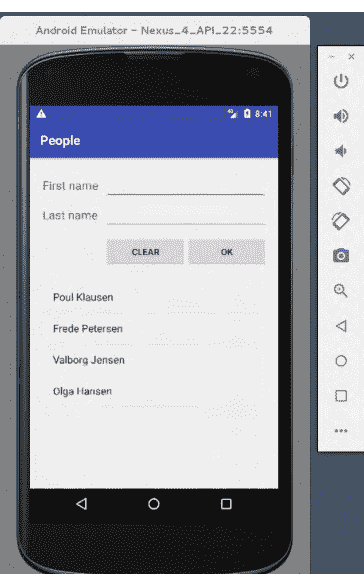 Android Emulator - Nexus_4_API_22:5554
8:41
People
First name
Last name
CLEAR OK
Poul Klausen
Frede Petersen
Valborg Jensen
Olga Hansen